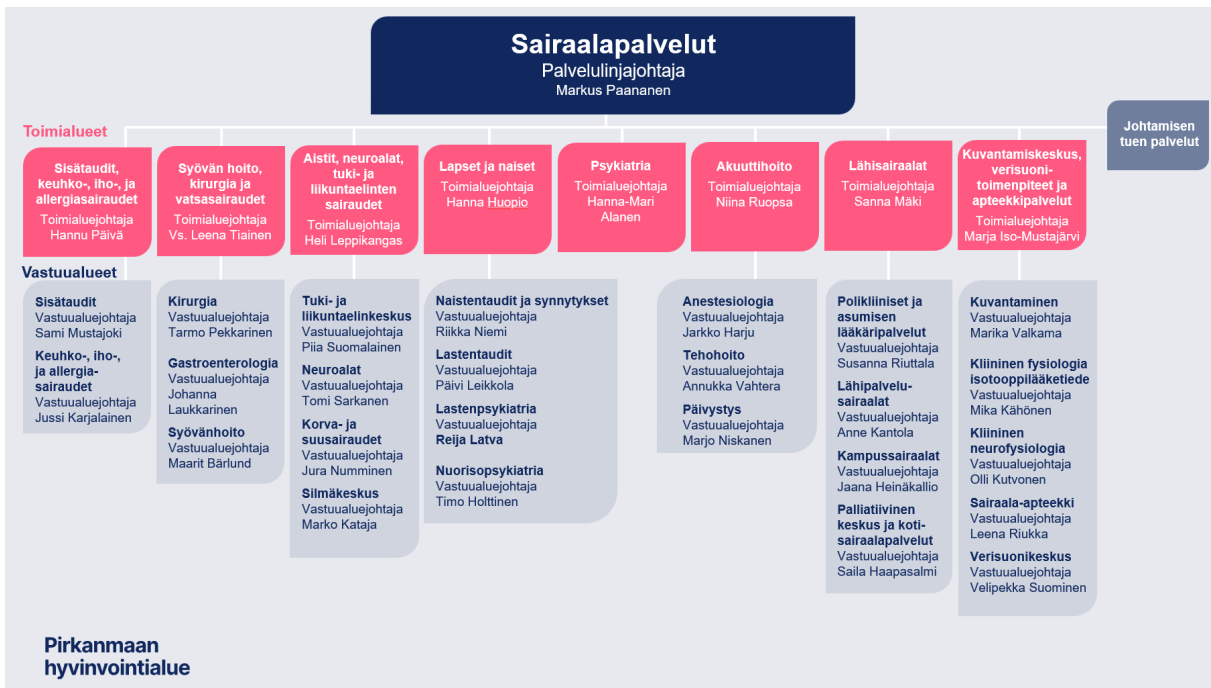 Sairaalapalvelut
Palvelulinjajohtaja
Markus Paananen
Johtamisen
tuen palvelut
Toimialueet
Sisätaudit,
keuhko-, iho-, ja
allergiasairaudet
Toimialuejohtaja
Hannu Päivä
Syövän hoito,
kirurgia ja
vatsasairaudet
Toimialuejohtaja
Vs. Leena Tiainen
Aistit, neuroalat,
tuki- ja
liikuntaelinten
sairaudet
Toimialuejohtaja
Heli Leppikangas
Lapset ja naiset
Toimialuejohtaja
Hanna Huopio
Psykiatria
Toimialuejohtaja
Hanna-Mari
Alanen
Akuuttihoito
Toimialuejohtaja
Niina Ruopsa
Lähisairaalat
Toimialuejohtaja
Sanna Mäki
Kuvantamiskeskus,
verisuoni-
toimenpiteet ja
apteekkipalvelut
Toimialuejohtaja
Marja Iso-Mustajärvi
Vastuualueet
Sisätaudit
Vastuualuejohtaja
Sami Mustajoki
Keuhko-, iho-,
ja allergia-
sairaudet
Vastuualuejohtaja
Jussi Karjalainen
Kirurgia
Vastuualuejohtaja
Tarmo Pekkarinen
Gastroenterologia
Vastuualuejohtaja
Johanna
Laukkarinen
Syövänhoito
Vastuualuejohtaja
Maarit Bärlund
Tuki- ja
liikuntaelinkeskus
Vastuualuejohtaja
Piia Suomalainen
Neuroalat
Vastuualuejohtaja
Tomi Sarkanen
Korva- ja
suusairaudet
Vastuualuejohtaja
Jura Numminen
Silmäkeskus
Vastuualuejohtaja
Marko Kataja
Naistentaudit ja synnytykset
Vastuualuejohtaja
Riikka Niemi
Lastentaudit
Vastuualuejohtaja
Päivi Leikkola
Lastenpsykiatria
Vastuualuejohtaja
Reija Latva
Nuorisopsykiatria
Vastuualuejohtaja
Timo Holttinen
Anestesiologia
Vastuualuejohtaja
Jarkko Harju
Tehohoito
Vastuualuejohtaja
Annukka Vahtera
Päivystys
Vastuualuejohtaja
Marjo Niskanen
Polikliiniset ja
asumisen
lääkäripalvelut
Vastuualuejohtaja
Susanna Riuttala
Lähipalvelu-
sairaalat
Vastuualuejohtaja
Anne Kantola
Kampussairaalat
Vastuualuejohtaja
Jaana Heinäkallio
Palliatiivinen
keskus ja koti-
sairaalapalvelut
Vastuualuejohtaja
Saila Haapasalmi
Kuvantaminen
Vastuualuejohtaja
Marika Valkama
Kliininen fysiologia
isotooppilääketiede
Vastuualuejohtaja
Mika Kähönen
Kliininen
neurofysiologia
Vastuualuejohtaja
Olli Kutvonen
Sairaala-apteekki
Vastuualuejohtaja
Leena Riukka
Verisuonikeskus
Vastuualuejohtaja
Velipekka Suominen
Pirkanmaan
hyvinvointialue